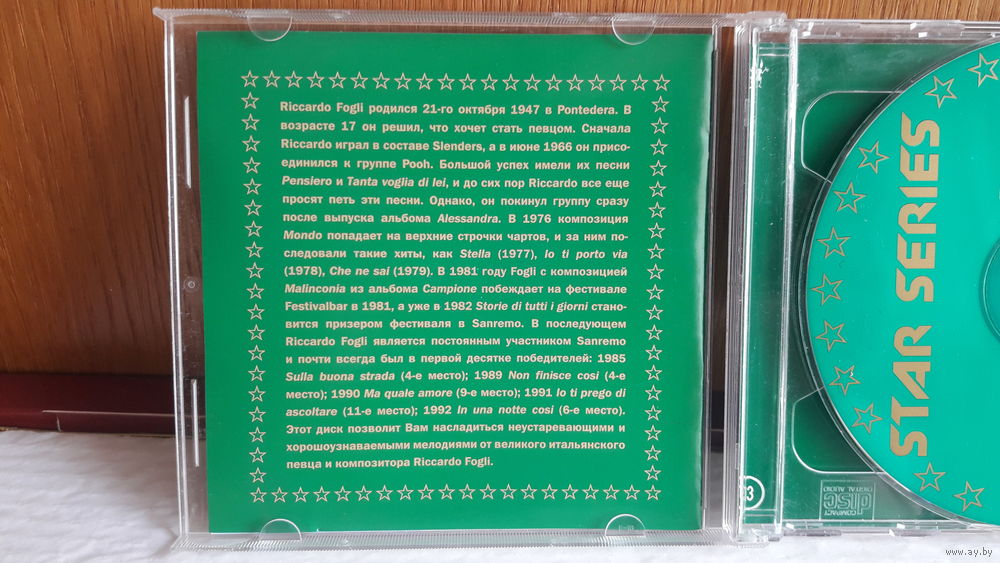 Riccardo Fogli родился 21-го октября 1947 в Pontedera. В
возрасте 17 он решил, что хочет стать певцом. Сначала
Riccardo играл в составе Slenders, а в июне 1966 он присо-
единился к группе Pooh. Большой успех имели их песни
Pensiero и Tanta voglia di lei, и до сих пор Riccardo все еще
просят петь эти песни. Однако, он покинул группу сразу
после выпуска альбома Alessandra. В 1976 композиция
Mondo попадает на верхние строчки чартов, и за ним по-
следовали такие хиты, как Stella (1977), Io ti porto via
(1978), Che ne sai (1979). В 1981 году Fogli с композицией
Malinconia из альбома Campione побеждает на фестивале
Festivalbar в 1981, а уже в 1982 Storie di tutti i giorni стано-
вится призером фестиваля в Sanremo. В последующем
Riccardo Fogli является постоянным участником Sanremo
и почти всегда был в первой десятке победителей: 1985
Sulla buona strada (4-е место); 1989 Non finisce cosi (4-е
место); 1990 Ma quale amore (9-е место); 1991 Io ti prego di
ascoltare (11-е место); 1992 In una notte cosi (6-е место).
Этот диск позволит Вам насладиться неустаревающими и
хорошоузнаваемыми мелодиями от великого итальянского
певца и композитора Riccardo Fogli.
STAR SERIES
3
COMPACT
disc
DIGITAL AUDIO
www.ay.by